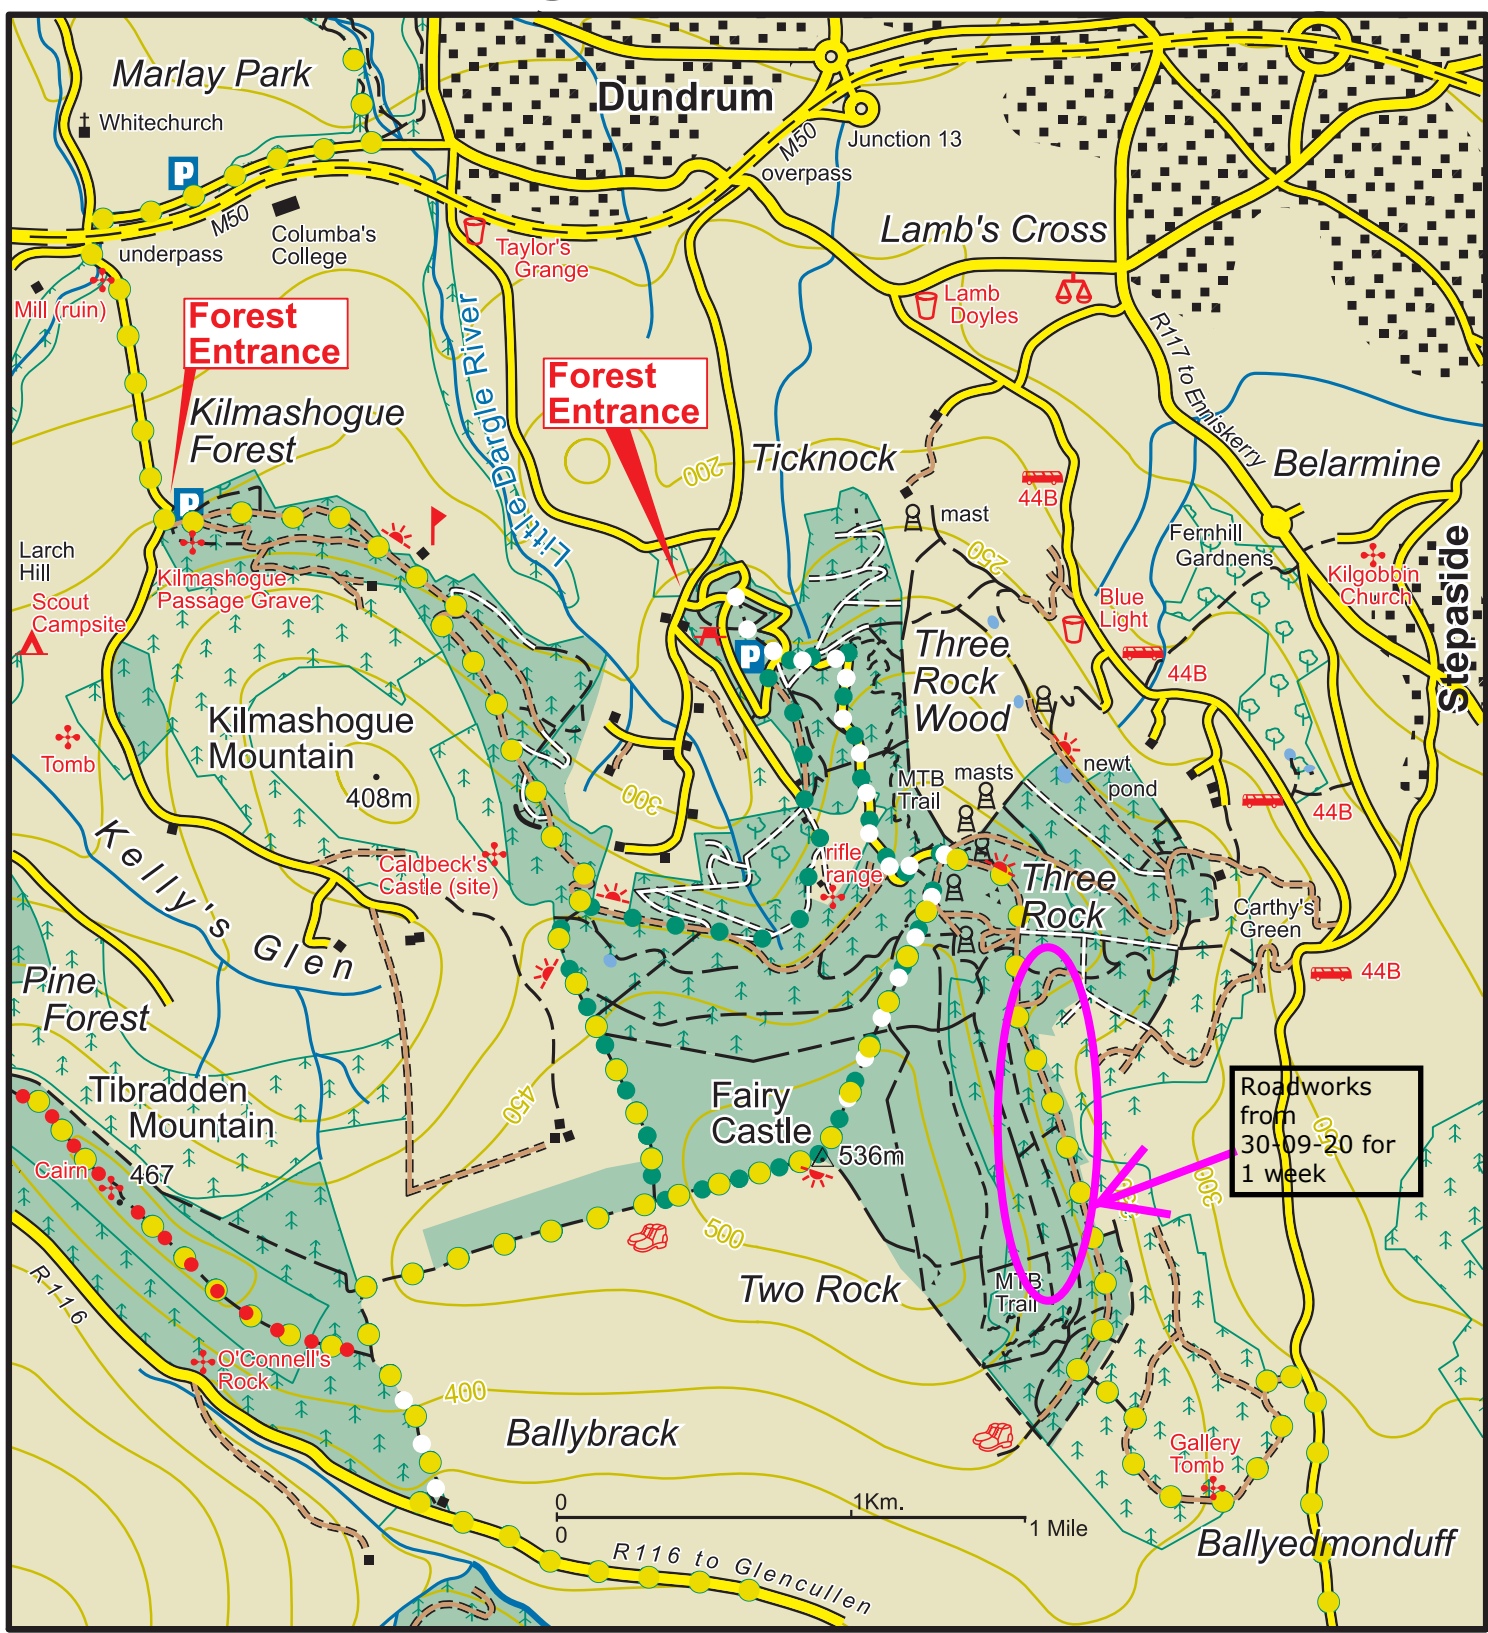 Marlay Park
Whitechurch
Dundrum
Junction 13
M50
overpass
P
M50
Columba's
College
underpass
Taylor's
Grange
Lamb's Cross
Lamb
Doyles
Mill (ruin)
Forest
Entrance
Little-Dargle River
R117 to Enniskerry
Forest
Entrance
Kilmashogue
Forest
200
Ticknock
Belarmine
44B
P
mast
250
Fernhill
Gardnens
Stepaside
Larch
Hill
Kilmashogue
Passage Grave
Kilgobbin
Church
Scout
Campsite
Blue
Light
Three
Rock
Wood
P
44B
Kilmashogue
Mountain
Tomb
408m
300
MTB
Trail
masts
newt
pond
44B
Kelly's Glen
Caldbeck's
Castle (site)
rifle
range
Three
Rock
Carthy's
Green
44B
Pine
Forest
Tibradden
Mountain
450
Fairy
Castle
536m
Roadworks
from
30-09-20 for
1 week
Cairn
467
300
500
R116
Two Rock
MTB
Trail
O'Connell's
Rock
400
Ballybrack
Gallery
Tomb
0
1Km.
0
1 Mile
Ballyedmonduff
R116 to Glencullen